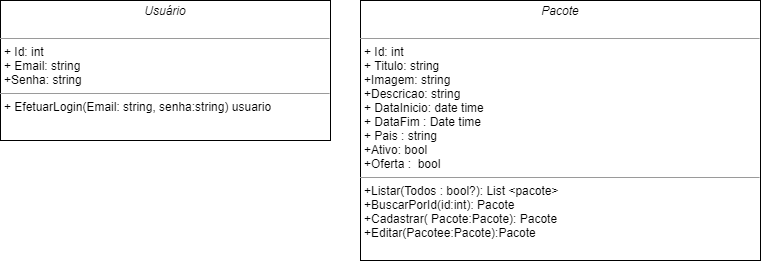 Usuário
+ Id: int
+ Email: string
+Senha: string
+ EfetuarLogin(Email: string, senha:string) usuario
Pacote
+ Id: int
+ Titulo: string
+Imagem: string
+Descricao: string
+ DataInicio: date time
+ DataFim : Date time
+ Pais : string
+Ativo: bool
+Oferta :  bool
+Listar(Todos : bool?): List <pacote>
+BuscarPorId(id:int): Pacote
+Cadastrar( Pacote:Pacote): Pacote
+Editar(Pacotee:Pacote):Pacote